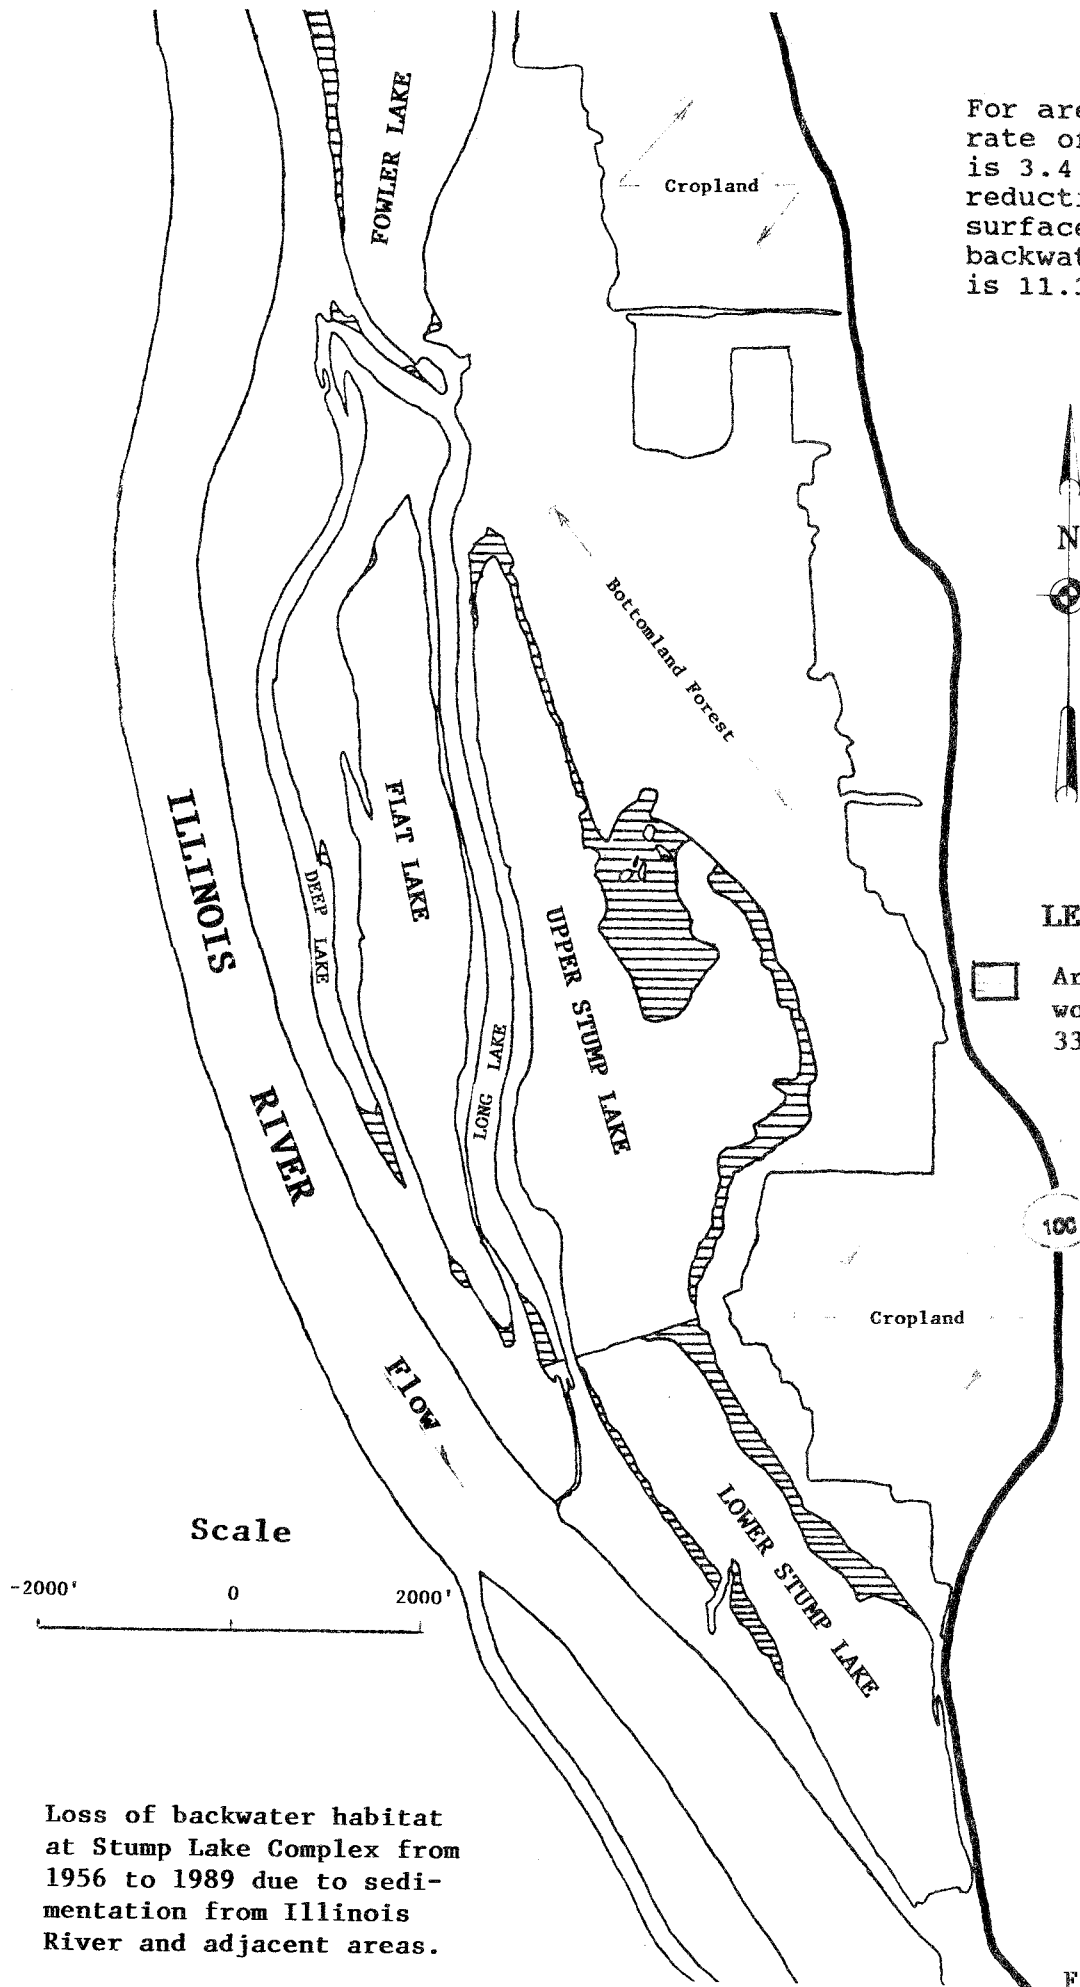 FOWLER LAKE
Cropland
For are
rate o
is 3.4
reducti
surface
backwat
is 11.
N
Bottomland Forest
ILLINOIS
RIVER
FLAT LAKE
DEEP LAKE
UPPER STUMP LAKE
LONG LAKE
LE
Ar
wo
33
100
Cropland
Flow
LOWER STUMP LAKE
Scale
-2000' 0 2000'
Loss of backwater habitat
at Stump Lake Complex from
1956 to 1989 due to sedi-
mentation from Illinois
River and adjacent areas.